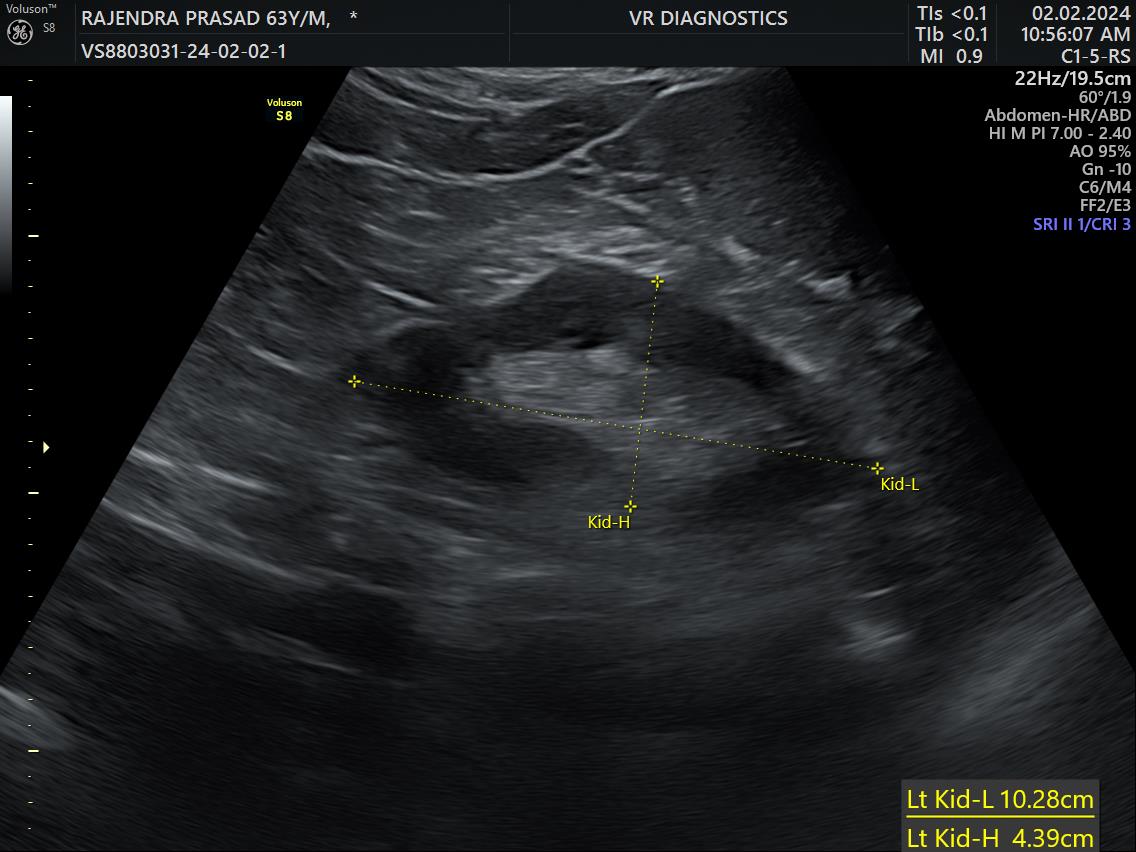 Voluson™
S8
RAJENDRA PRASAD 63Y/M, *
VS8803031-24-02-02-1
VR DIAGNOSTICS
TIs <0.1
TIb <0.1
MI 0.9
02.02.2024
10:56:07 AM
C1-5-RS
22Hz/19.5cm
60°/1.9
Abdomen-HR/ABD
HI M PI 7.00 - 2.40
AO 95%
Gn -10
C6/M4
FF2/E3
SRI II 1/CRI 3
Voluson
S8
Kid-L
Kid-H
Lt Kid-L 10.28cm
Lt Kid-H 4.39cm